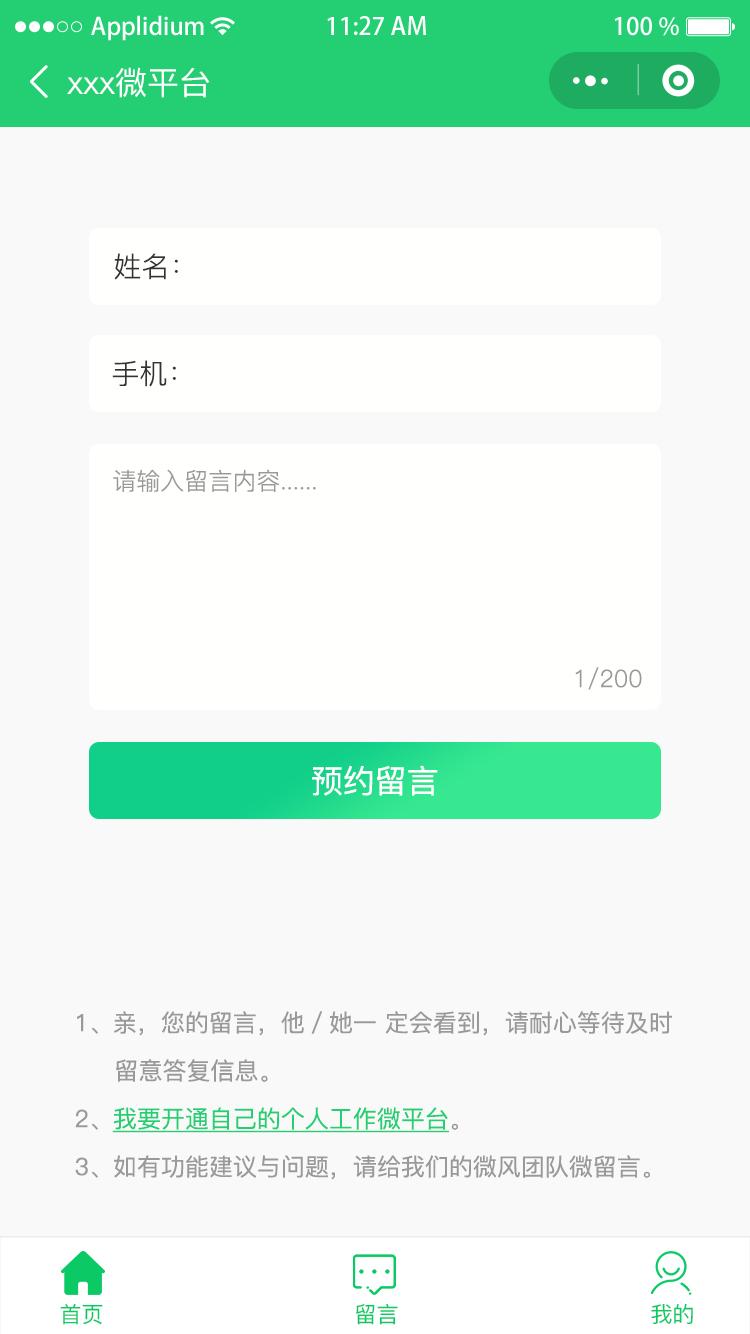 Applidium 11:27 AM 100 %
xxx微平台
姓名：
手机：
请输入留言内容......
1/200
预约留言
1、亲，您的留言，他 / 她一 定会看到，请耐心等待及时
留意答复信息。
2、我要开通自己的个人工作微平台。
3、如有功能建议与问题，请给我们的微风团队微留言。
首页 留言 我的